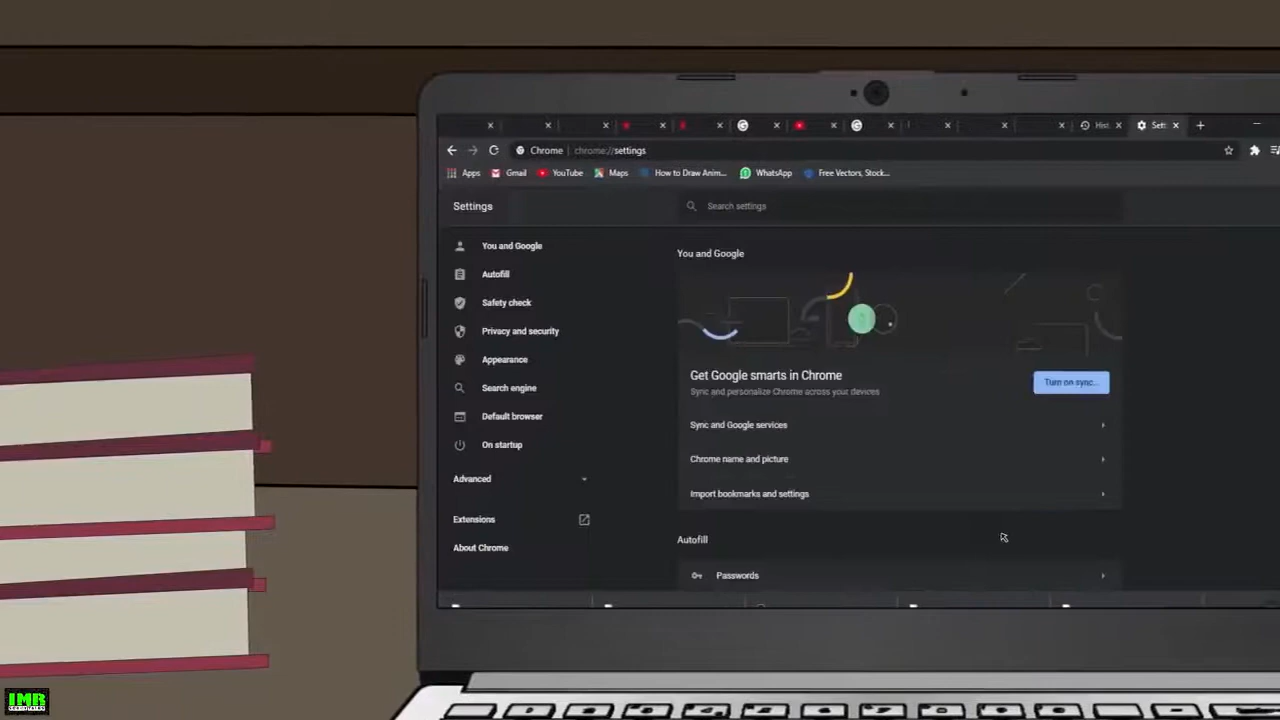 Hist
Sett
Chrome | chrome://settings
Apps Gmail YouTube Maps How to Draw Anim... WhatsApp Free Vectors, Stock...
Settings
Search settings
You and Google
Autofill
Safety check
Privacy and security
Appearance
Search engine
Default browser
On startup
Advanced
Extensions
About Chrome
You and Google
Get Google smarts in Chrome
Sync and personalize Chrome across your devices
Turn on sync...
Sync and Google services
Chrome name and picture
Import bookmarks and settings
Autofill
Passwords
IMR